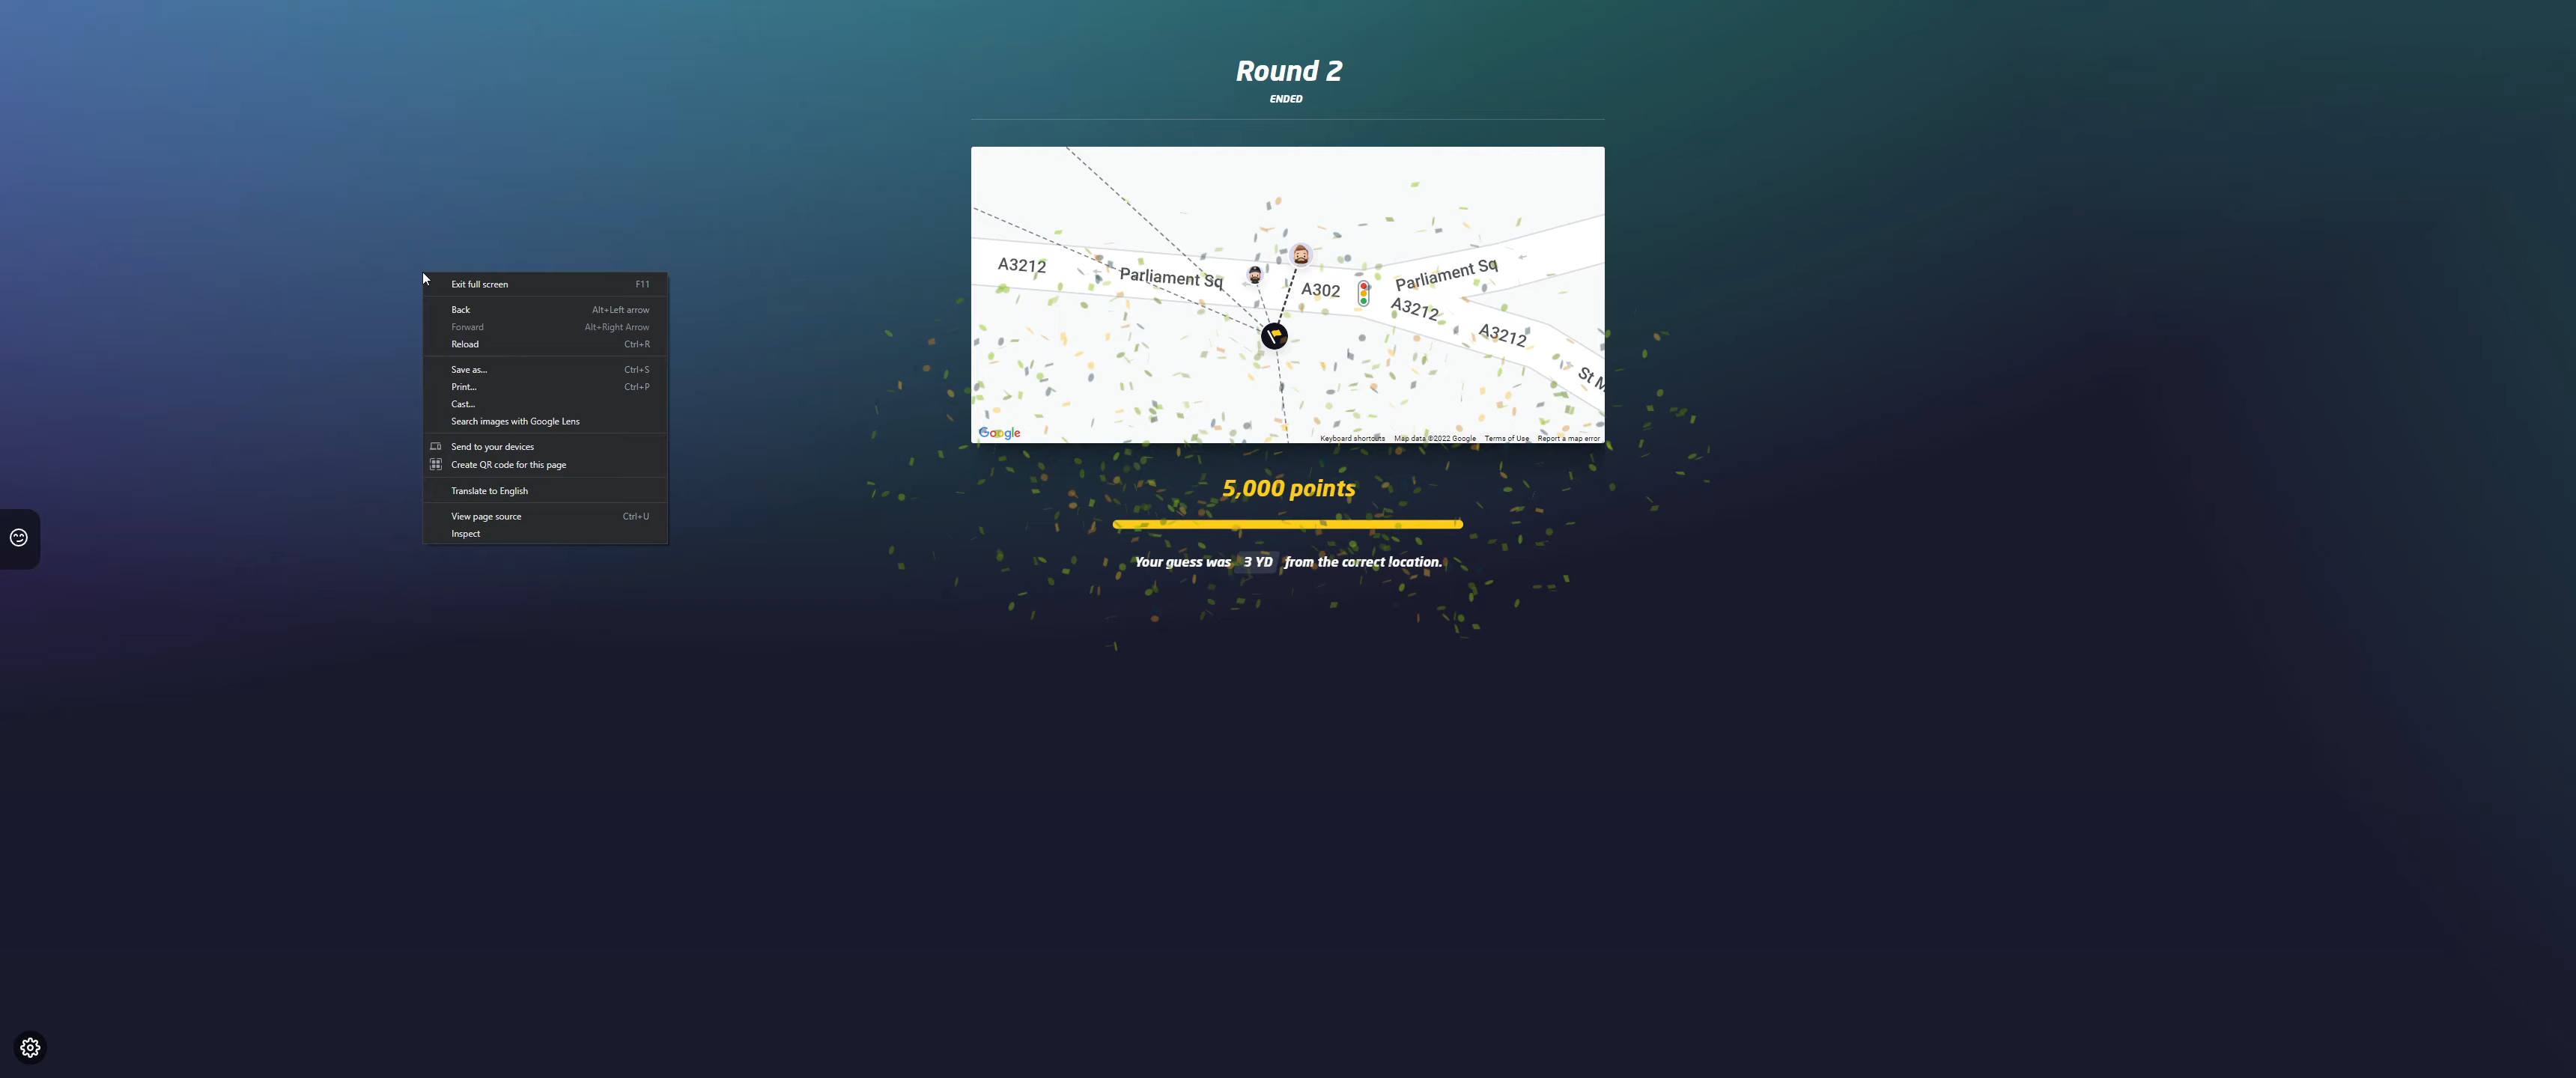 Round 2
ENDED
A3212
Parliament Sq
A302
Parliament Sq
A3212
A3212
St M
Google
Keyboard shortcuts Map data ©2022 Google Terms of Use Report a map error
5,000 points
Your guess was 3 YD from the correct location.
Exit full screen F11
Back Alt+Left arrow
Forward Alt+Right Arrow
Reload Ctrl+R
Save as... Ctrl+S
Print... Ctrl+P
Cast...
Search images with Google Lens
Send to your devices
Create QR code for this page
Translate to English
View page source Ctrl+U
Inspect